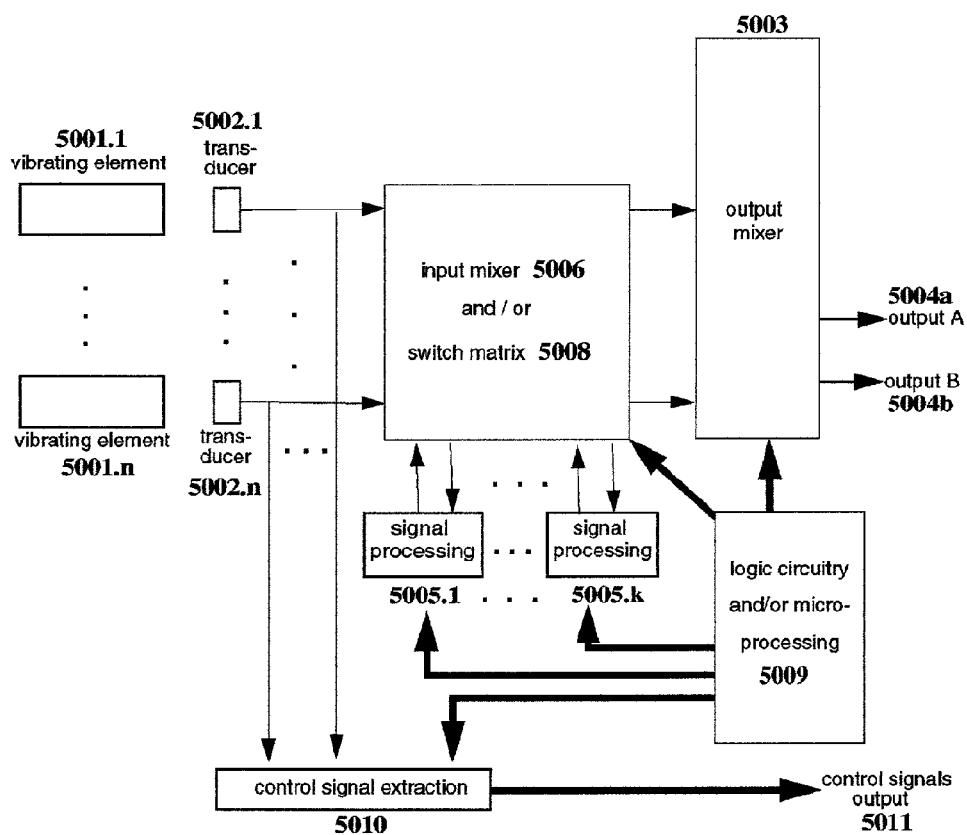 5003
5001.1
vibrating element
5002.1
trans-
ducer
output
mixer
input mixer 5006
and / or
switch matrix 5008
5004a
output A
output B
5004b
vibrating element
5001.n
trans-
ducer
5002.n
signal
processing
5005.1
signal
processing
5005.k
logic circuitry
and/or micro-
processing
5009
control signal extraction
5010
control signals
output
5011